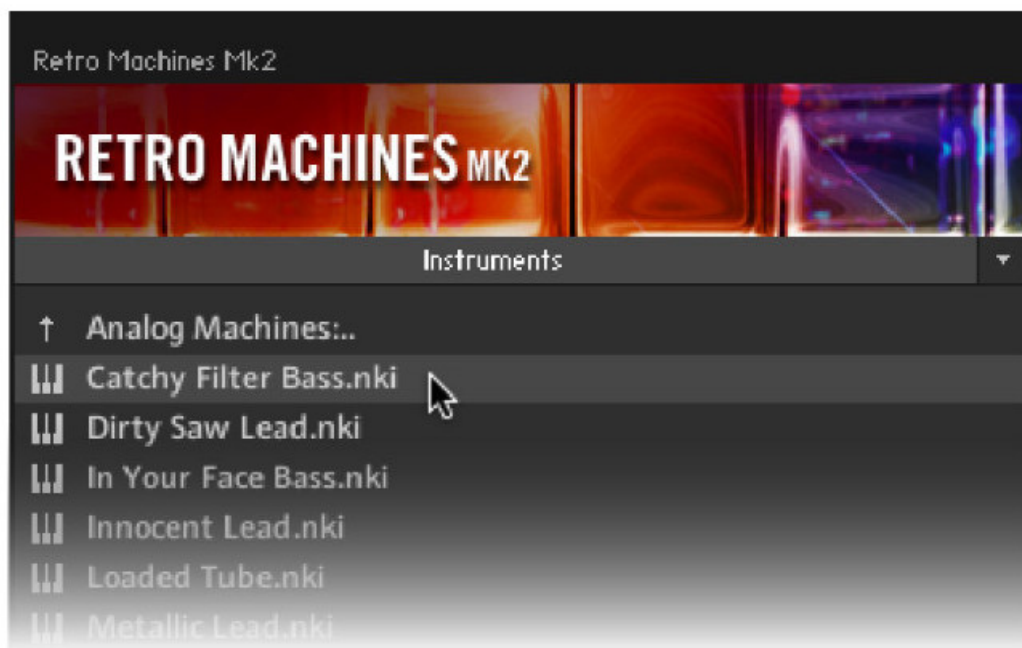 Retro Machines Mk2
RETRO MACHINES MK2
Instruments
Analog Machines:..
Catchy Filter Bass.nki
Dirty Saw Lead.nki
In Your Face Bass.nki
Innocent Lead.nki
Loaded Tube.nki
Metallic Lead.nki